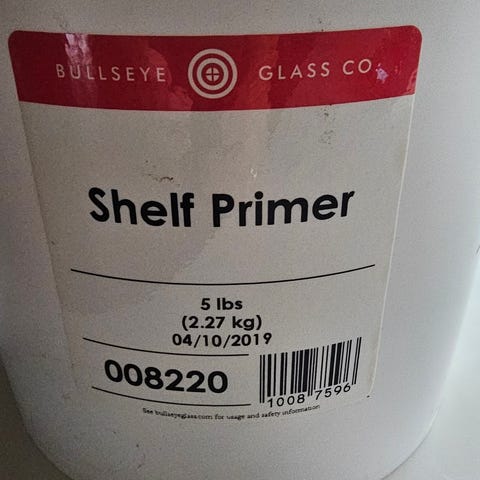 BULLSEYE GLASS CO.
Shelf Primer
5 lbs
(2.27 kg)
04/10/2019
008220
1008 7596
See bullseyeglass.com for usage and safety information